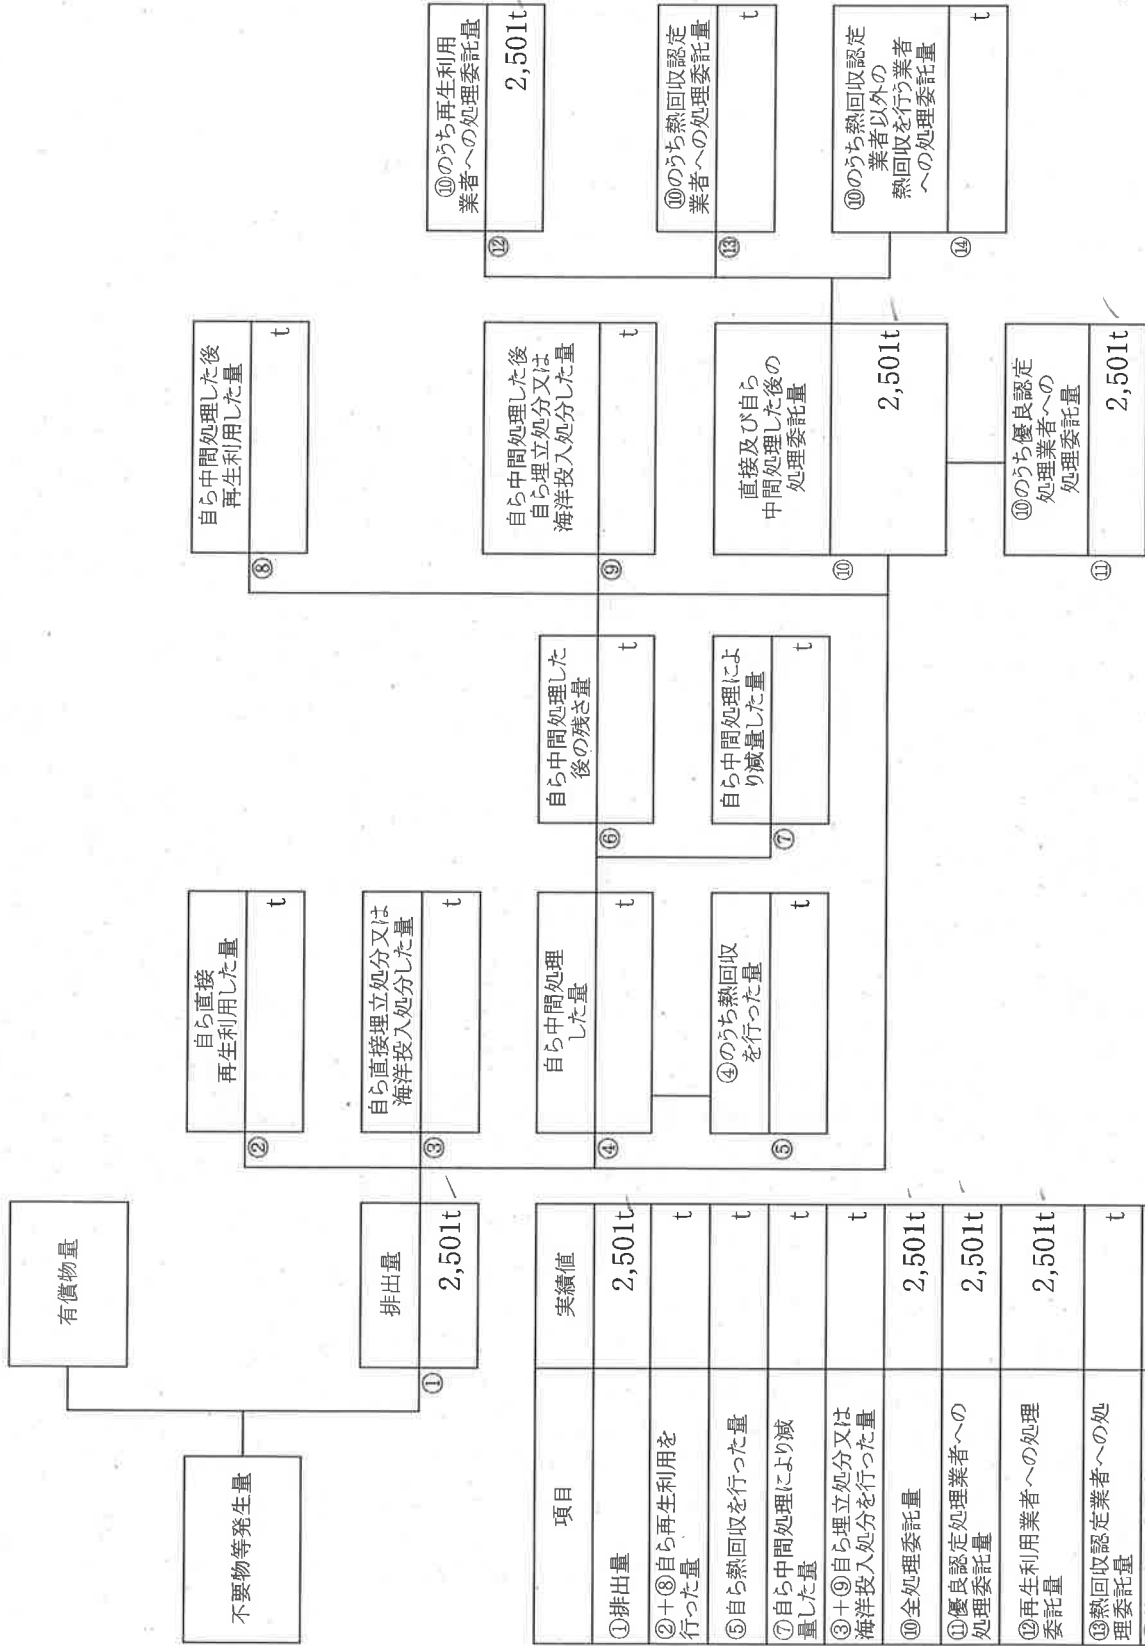 不要物等発生量
有償物量
①
排出量
2,501t
②
自ら直接
再生利用した量
t
③
自ら直接埋立処分又は
海洋投入処分した量
t
④
自ら中間処理
した量
t
⑤
④のうち熱回収
を行った量
t
⑥
自ら中間処理した
後の残さ量
t
⑦
自ら中間処理によ
り減量した量
t
⑧
自ら中間処理した後
再生利用した量
t
⑨
自ら中間処理した後
自ら埋立処分又は
海洋投入処分した量
t
⑩
直接及び自ら
中間処理した後の
処理委託量
2,501t
⑪
⑩のうち優良認定
処理業者への
処理委託量
2,501t
⑫
⑩のうち再生利用
業者への処理委託量
2,501t
⑬
⑩のうち熱回収認定
業者への処理委託量
t
⑭
⑩のうち熱回収認定
業者以外の
熱回収を行う業者
への処理委託量
t
項目 実績値
①排出量 2,501t
②+⑧自ら再生利用を
行った量 t
⑤自ら熱回収を行った量 t
⑦自ら中間処理により減
量した量 t
③+⑨自ら埋立処分又は
海洋投入処分を行った量 t
⑩全処理委託量 2,501t
⑪優良認定処理業者への
処理委託量 2,501t
⑫再生利用業者への処理
委託量 2,501t
⑬熱回収認定業者への処
理委託量 t